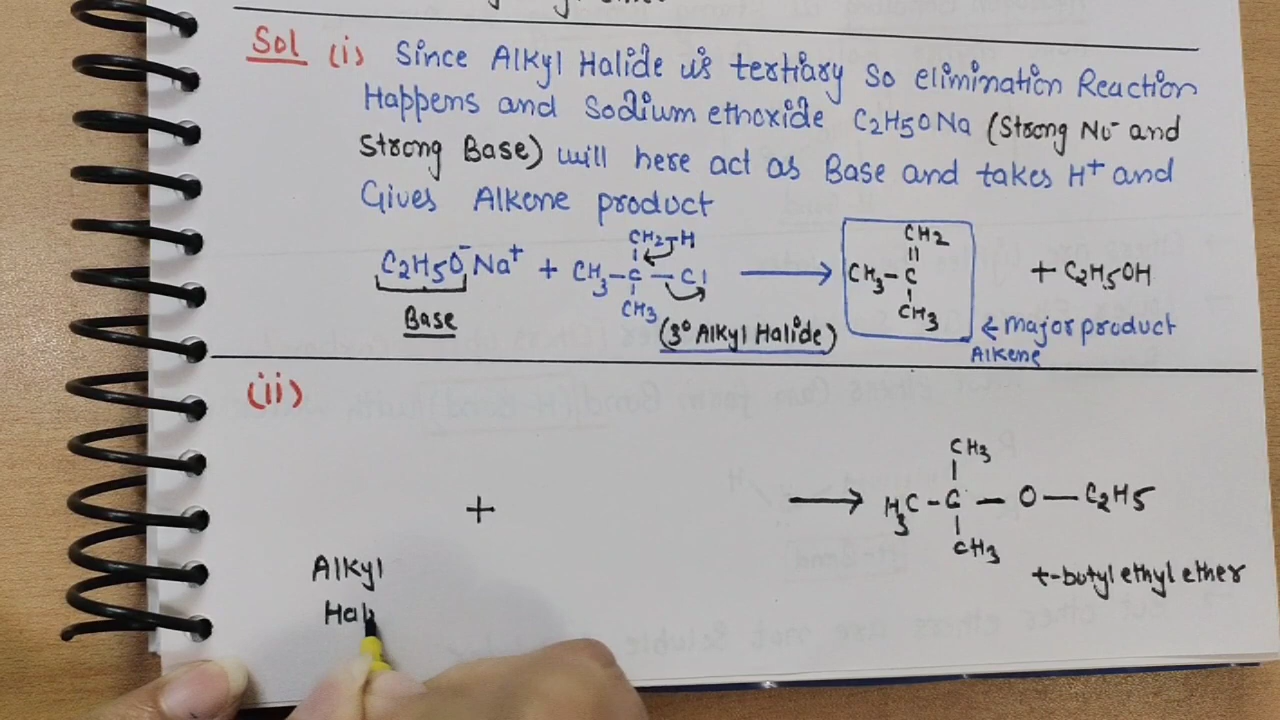 Sol (i) Since Alkyl Halide is tertiary So elimination Reaction
Happens and Sodium ethoxide C2H5ONa (Strong Nu⁻ and
Strong Base) will here act as Base and takes H⁺ and
Gives Alkene product
CH2-H
CH2
C2H5O⁻Na⁺ + CH3-C-Cl → CH3-C + C2H5OH
CH3
CH3
Base
(3° Alkyl Halide)
← major product
Alkene
(ii)
CH3
+ → H3C-C-O-C2H5
CH3
t-butyl ethyl ether
Alkyl
Hal